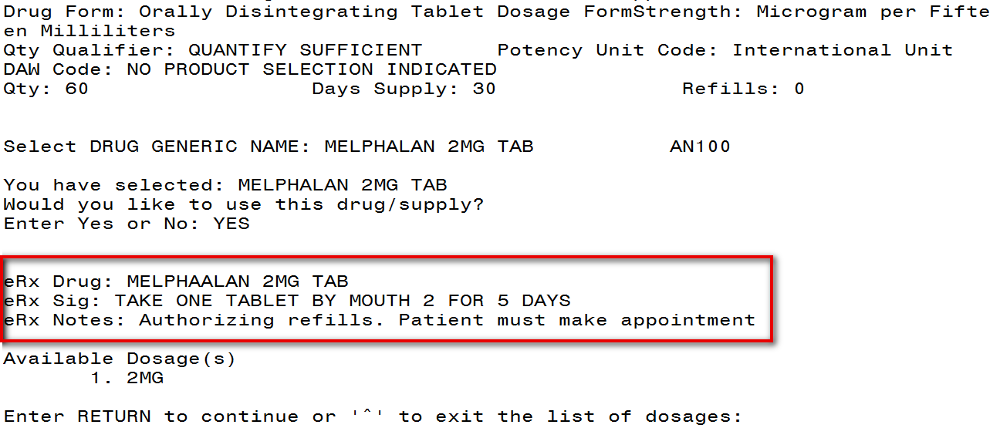 Drug Form: Orally Disintegrating Tablet Dosage FormStrength: Microgram per Fifte
en Milliliters
Qty Qualifier: QUANTIFY SUFFICIENT      Potency Unit Code: International Unit
DAW Code: NO PRODUCT SELECTION INDICATED
Qty: 60                  Days Supply: 30               Refills: 0
Select DRUG GENERIC NAME: MELPHALAN 2MG TAB           AN100
You have selected: MELPHALAN 2MG TAB
Would you like to use this drug/supply?
Enter Yes or No: YES
eRx Drug: MELPHAALAN 2MG TAB
eRx Sig: TAKE ONE TABLET BY MOUTH 2 FOR 5 DAYS
eRx Notes: Authorizing refills. Patient must make appointment
Available Dosage(s)
       1. 2MG
Enter RETURN to continue or '^' to exit the list of dosages: